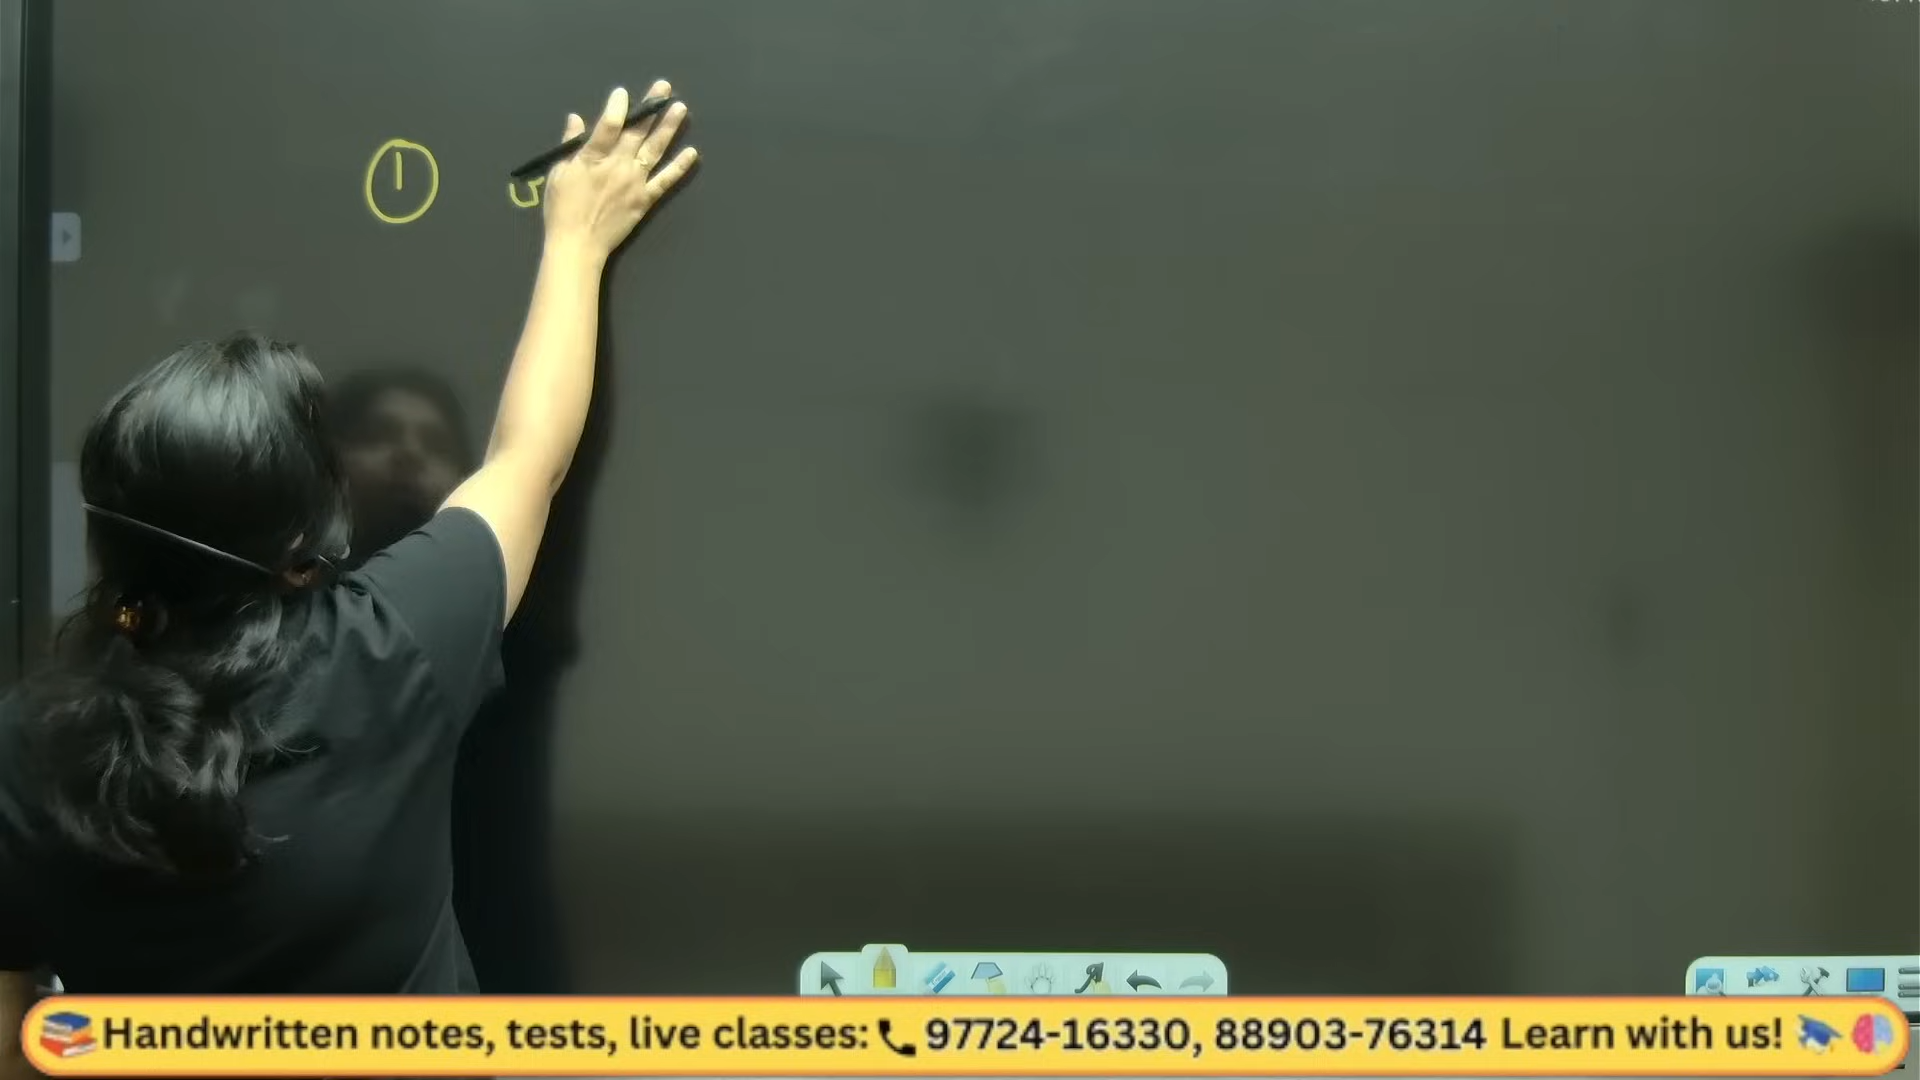 1
Handwritten notes, tests, live classes: 97724-16330, 88903-76314 Learn with us!